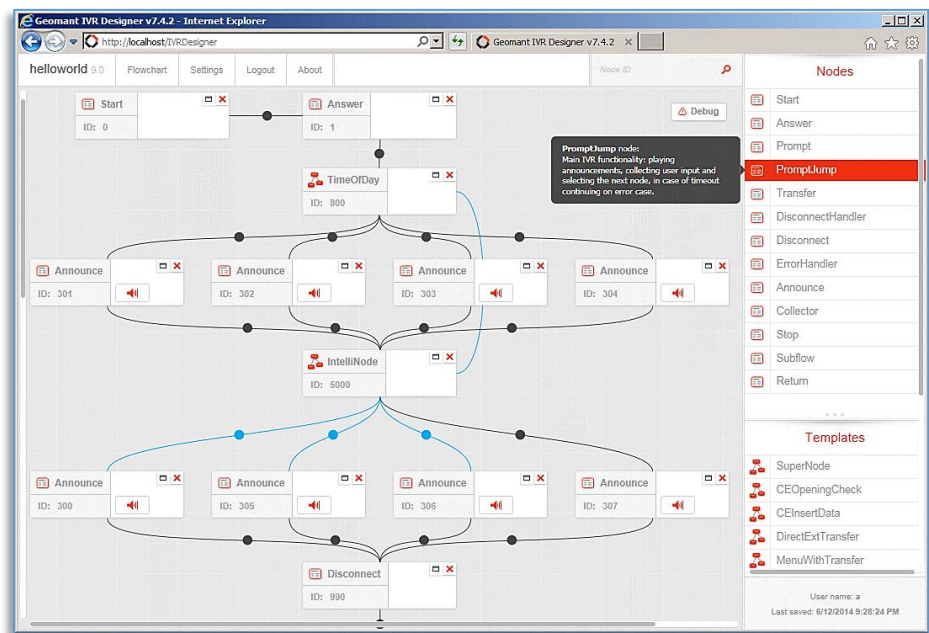 Geomant IVR Designer v7.4.2 - Internet Explorer
http://localhost/IVRDesigner
Geomant IVR Designer v7.4.2
helloworld 9.0
Flowchart
Settings
Logout
About
Node ID
Start
ID: 0
Answer
ID: 1
Debug
TimeOfDay
ID: 800
PromptJump node:
Main IVR functionality: playing
announcements, collecting user input and
selecting the next node, in case of timeout
continuing on error case.
Announce
ID: 301
Announce
ID: 302
Announce
ID: 303
Announce
ID: 304
IntelliNode
ID: 5000
Announce
ID: 300
Announce
ID: 305
Announce
ID: 306
Announce
ID: 307
Disconnect
ID: 990
Nodes
Start
Answer
Prompt
PromptJump
Transfer
DisconnectHandler
Disconnect
ErrorHandler
Announce
Collector
Stop
Subflow
Return
Templates
SuperNode
CEOpeningCheck
CEInsertData
DirectExtTransfer
MenuWithTransfer
User name: a
Last saved: 6/12/2014 9:28:24 PM